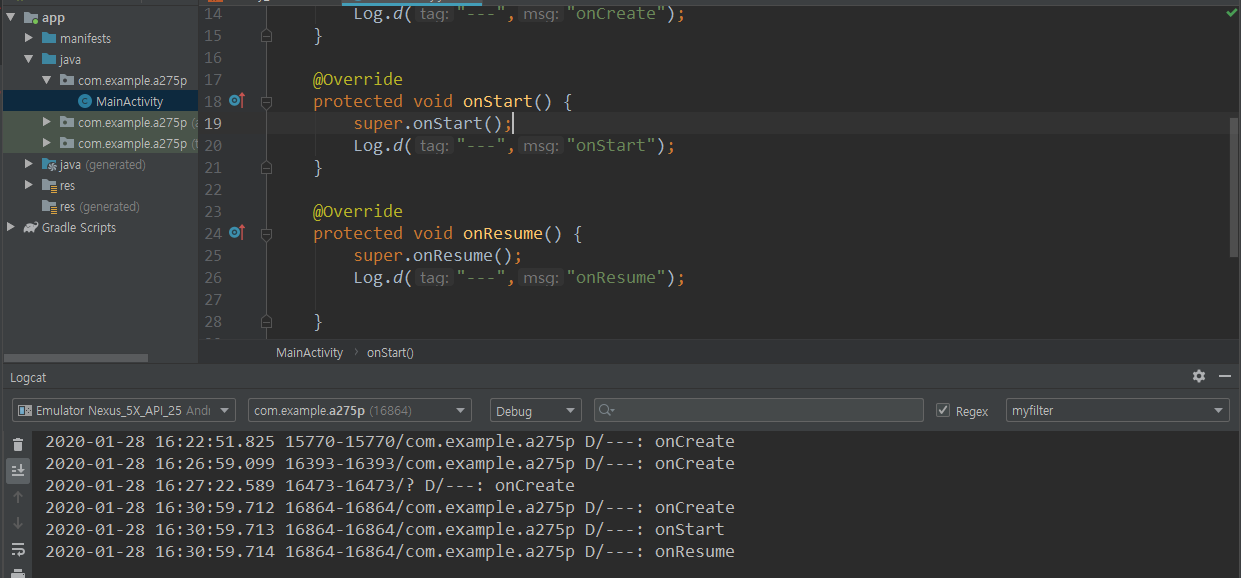 app
manifests
java
com.example.a275p
MainActivity
com.example.a275p
com.example.a275p
java (generated)
res
res (generated)
Gradle Scripts
14 Log.d( tag: "---", msg: "onCreate");
15 }
16
17 @Override
18 protected void onStart() {
19 super.onStart();
20 Log.d( tag: "---", msg: "onStart");
21 }
22
23 @Override
24 protected void onResume() {
25 super.onResume();
26 Log.d( tag: "---", msg: "onResume");
27
28 }
MainActivity › onStart()
Logcat
Emulator Nexus_5X_API_25 Andr
com.example.a275p (16864)
Debug
Regex
myfilter
2020-01-28 16:22:51.825 15770-15770/com.example.a275p D/---: onCreate
2020-01-28 16:26:59.099 16393-16393/com.example.a275p D/---: onCreate
2020-01-28 16:27:22.589 16473-16473/? D/---: onCreate
2020-01-28 16:30:59.712 16864-16864/com.example.a275p D/---: onCreate
2020-01-28 16:30:59.713 16864-16864/com.example.a275p D/---: onStart
2020-01-28 16:30:59.714 16864-16864/com.example.a275p D/---: onResume